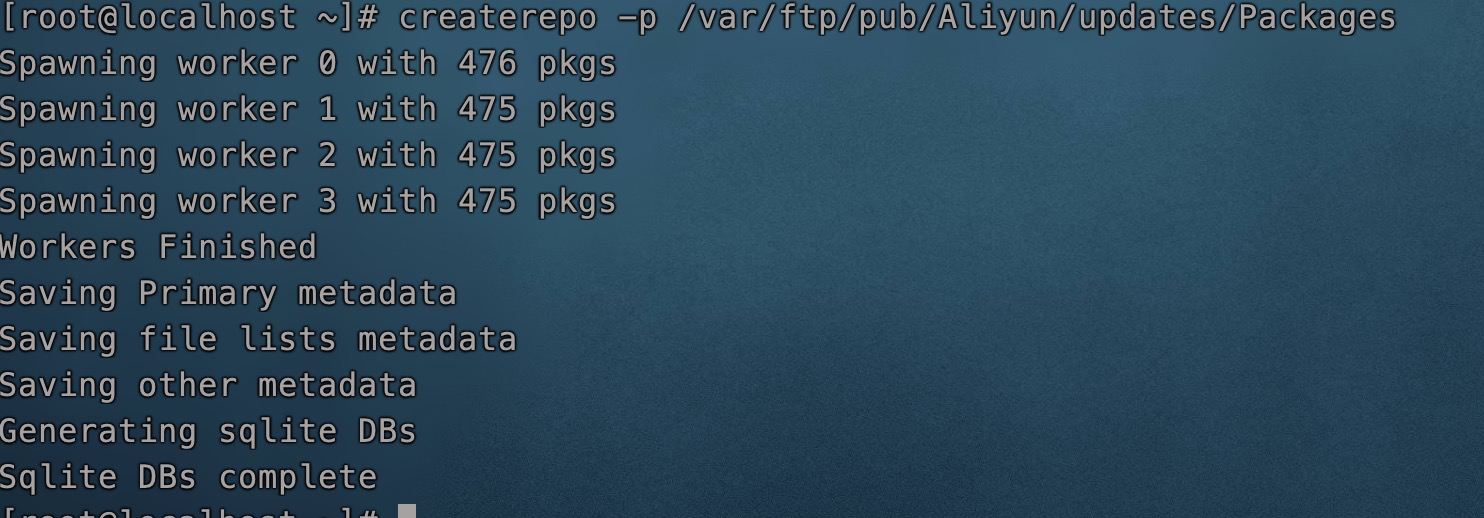 [root@localhost ~]# createrepo -p /var/ftp/pub/Aliyun/updates/Packages
Spawning worker 0 with 476 pkgs
Spawning worker 1 with 475 pkgs
Spawning worker 2 with 475 pkgs
Spawning worker 3 with 475 pkgs
Workers Finished
Saving Primary metadata
Saving file lists metadata
Saving other metadata
Generating sqlite DBs
Sqlite DBs complete
[root@localhost ~]#